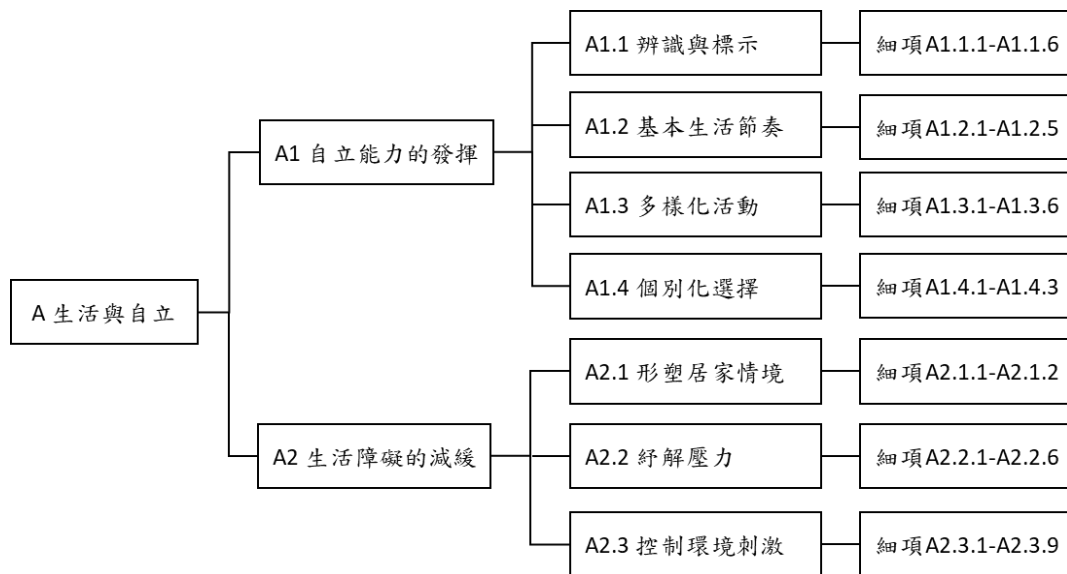 A 生活與自立
A1 自立能力的發揮
A1.1 辨識與標示
細項A1.1.1-A1.1.6
A1.2 基本生活節奏
細項A1.2.1-A1.2.5
A1.3 多樣化活動
細項A1.3.1-A1.3.6
A1.4 個別化選擇
細項A1.4.1-A1.4.3
A2 生活障礙的減緩
A2.1 形塑居家情境
細項A2.1.1-A2.1.2
A2.2 紓解壓力
細項A2.2.1-A2.2.6
A2.3 控制環境刺激
細項A2.3.1-A2.3.9